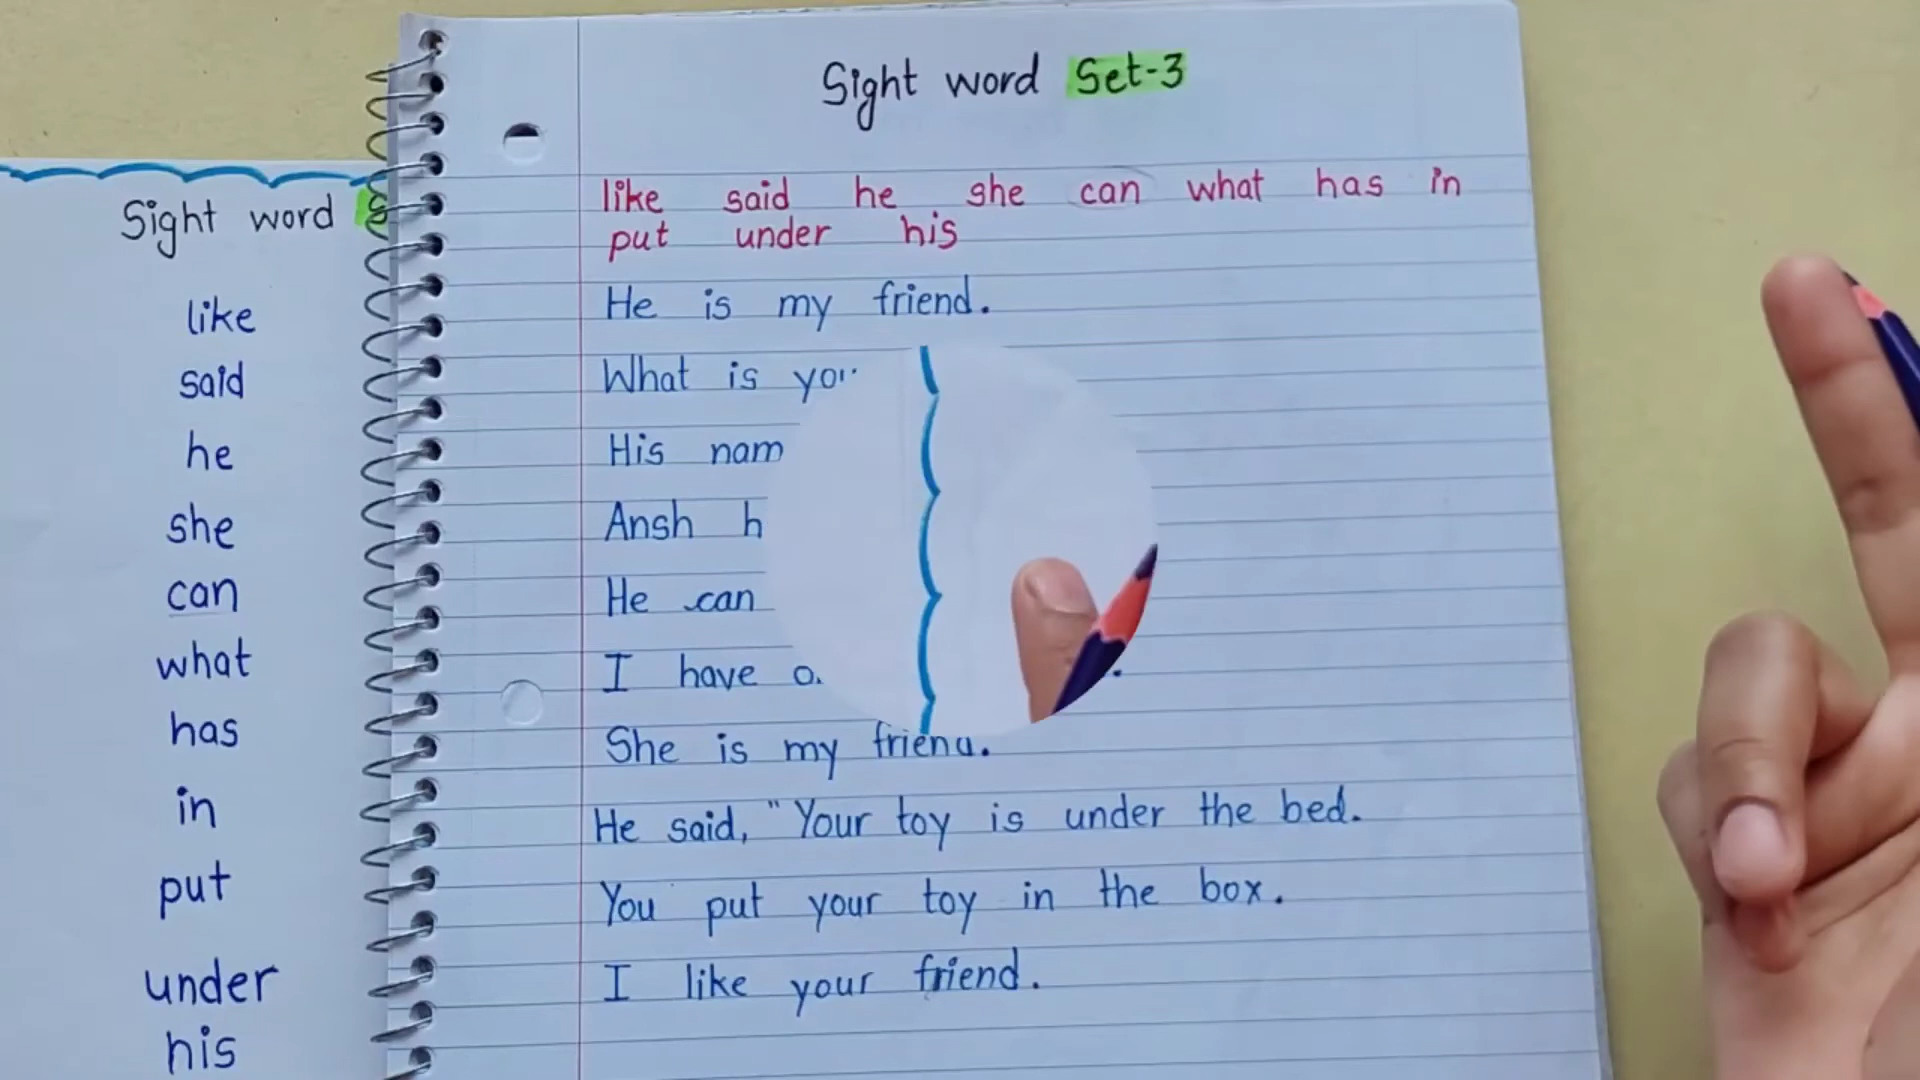 Sight word
like
said
he
she
can
what
has
in
put
under
his
Sight word Set-3
like said he she can what has in
put under his
He is my friend.
What is
His
Ansh
He can
I have
She is my friend.
He said, "Your toy is under the bed.
You put your toy in the box.
I like your friend.